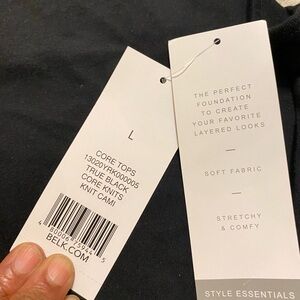 L
CORE TOPS
13020YRK000005
TRUE BLACK
CORE KNITS
KNIT CAMI
BELK.COM
THE PERFECT
FOUNDATION
TO CREATE
YOUR FAVORITE
LAYERED LOOKS
SOFT FABRIC
STRETCHY
& COMFY
STYLE ESSENTIALS